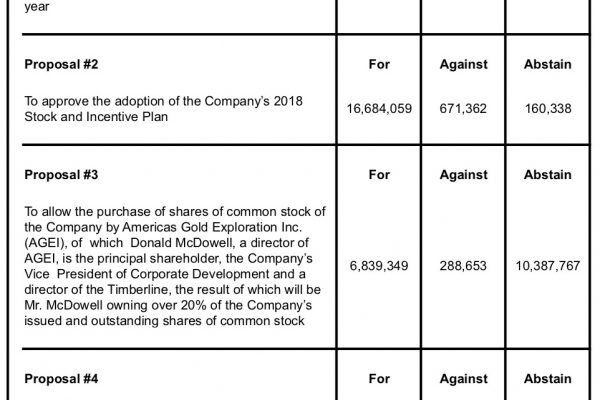 year
Proposal #2 For Against Abstain
To approve the adoption of the Company's 2018
Stock and Incentive Plan
16,684,059 671,362 160,338
Proposal #3 For Against Abstain
To allow the purchase of shares of common stock of
the Company by Americas Gold Exploration Inc.
(AGEI), of which Donald McDowell, a director of
AGEI, is the principal shareholder, the Company's
Vice President of Corporate Development and a
director of the Timberline, the result of which will be
Mr. McDowell owning over 20% of the Company's
issued and outstanding shares of common stock
6,839,349 288,653 10,387,767
Proposal #4 For Against Abstain